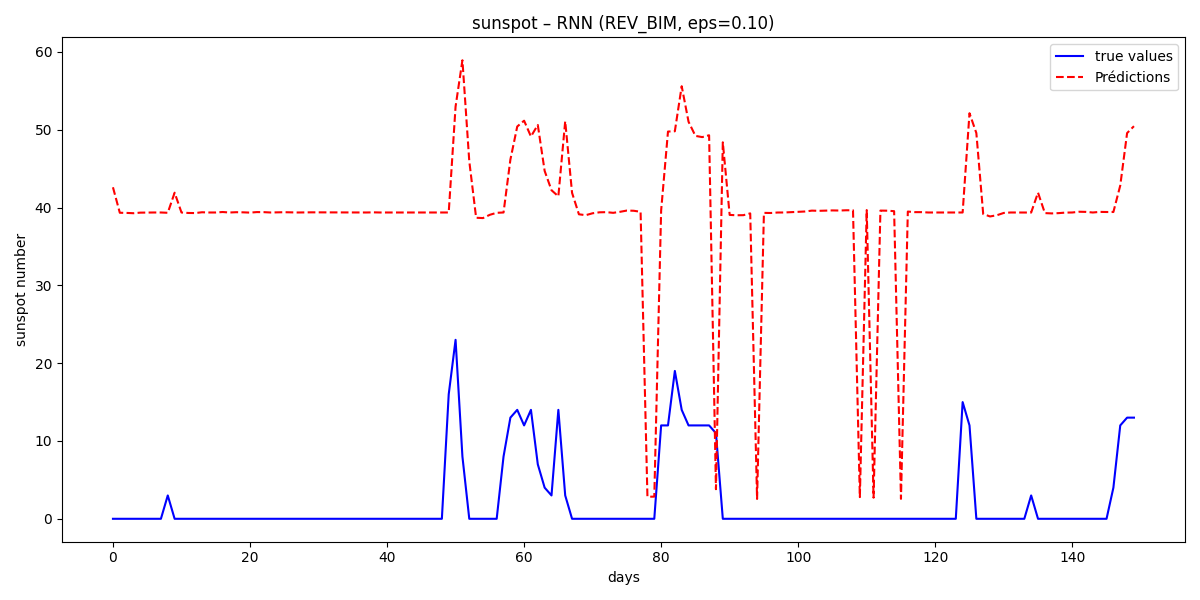 sunspot – RNN (REV_BIM, eps=0.10)
true values
Prédictions
sunspot number
60
50
40
30
20
10
0
0 20 40 60 80 100 120 140
days